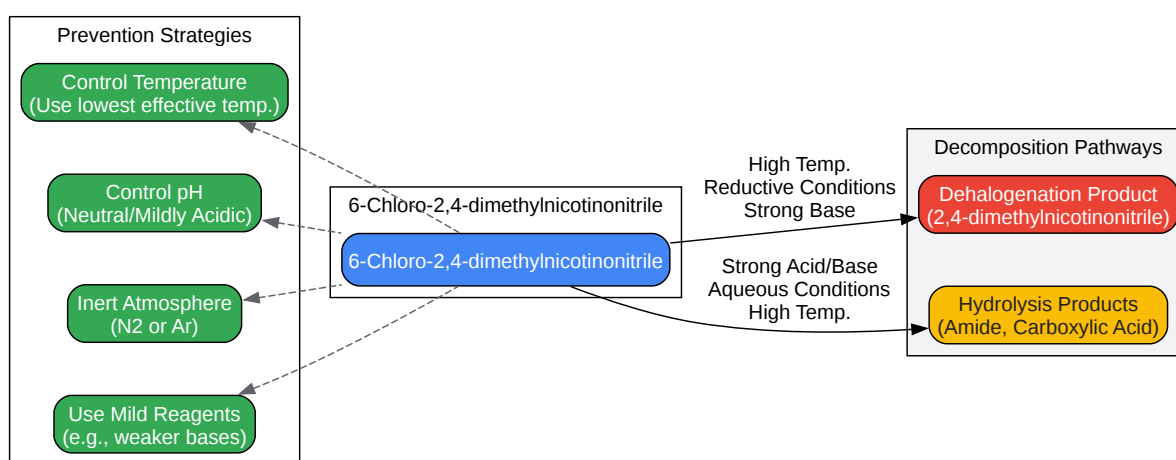 Prevention Strategies
Control Temperature
(Use lowest effective temp.)
Control pH
(Neutral/Mildly Acidic)
Inert Atmosphere
(N2 or Ar)
Use Mild Reagents
(e.g., weaker bases)
6-Chloro-2,4-dimethylnicotinonitrile
6-Chloro-2,4-dimethylnicotinonitrile
High Temp.
Reductive Conditions
Strong Base
Strong Acid/Base
Aqueous Conditions
High Temp.
Decomposition Pathways
Dehalogenation Product
(2,4-dimethylnicotinonitrile)
Hydrolysis Products
(Amide, Carboxylic Acid)